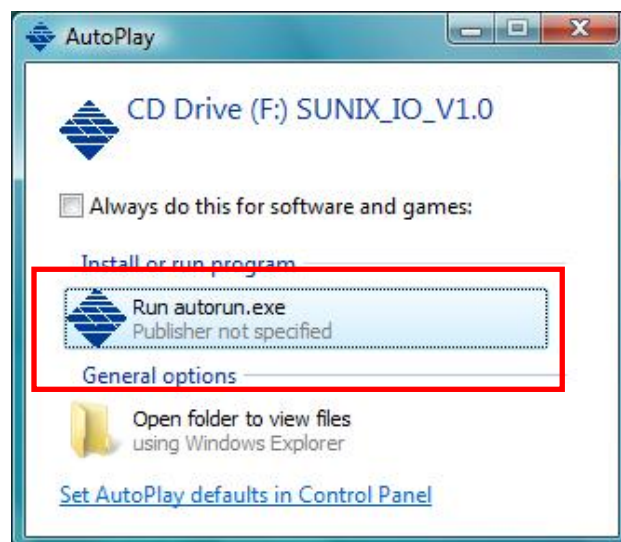 AutoPlay
CD Drive (F:) SUNIX_IO_V1.0
Always do this for software and games:
Install or run program
Run autorun.exe
Publisher not specified
General options
Open folder to view files
using Windows Explorer
Set AutoPlay defaults in Control Panel